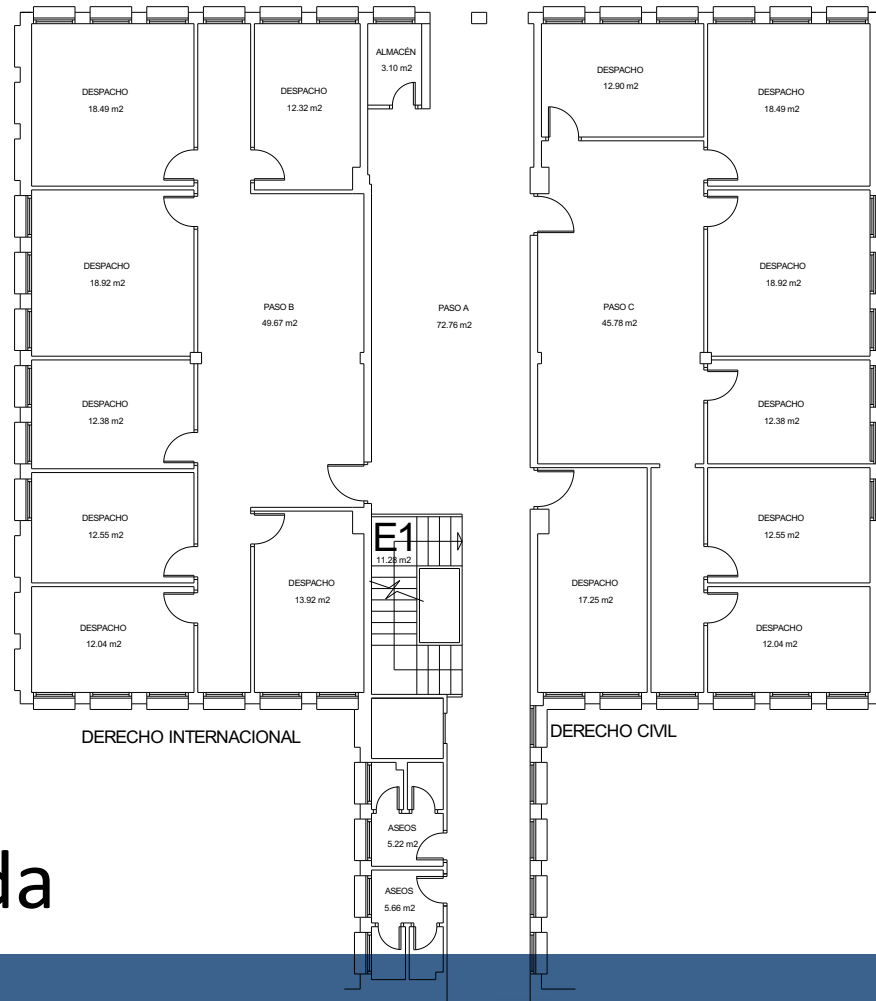 ALMACÉN
3.10 m2
DESPACHO
18.49 m2
DESPACHO
12.32 m2
DESPACHO
12.90 m2
DESPACHO
18.49 m2
DESPACHO
18.92 m2
DESPACHO
18.92 m2
PASO B
49.67 m2
PASO A
72.76 m2
PASO C
45.78 m2
DESPACHO
12.38 m2
DESPACHO
12.38 m2
DESPACHO
12.55 m2
E1
11.28 m2
DESPACHO
12.55 m2
DESPACHO
13.92 m2
DESPACHO
17.25 m2
DESPACHO
12.04 m2
DESPACHO
12.04 m2
DERECHO INTERNACIONAL
DERECHO CIVIL
ASEOS
5.22 m2
da
ASEOS
5.66 m2